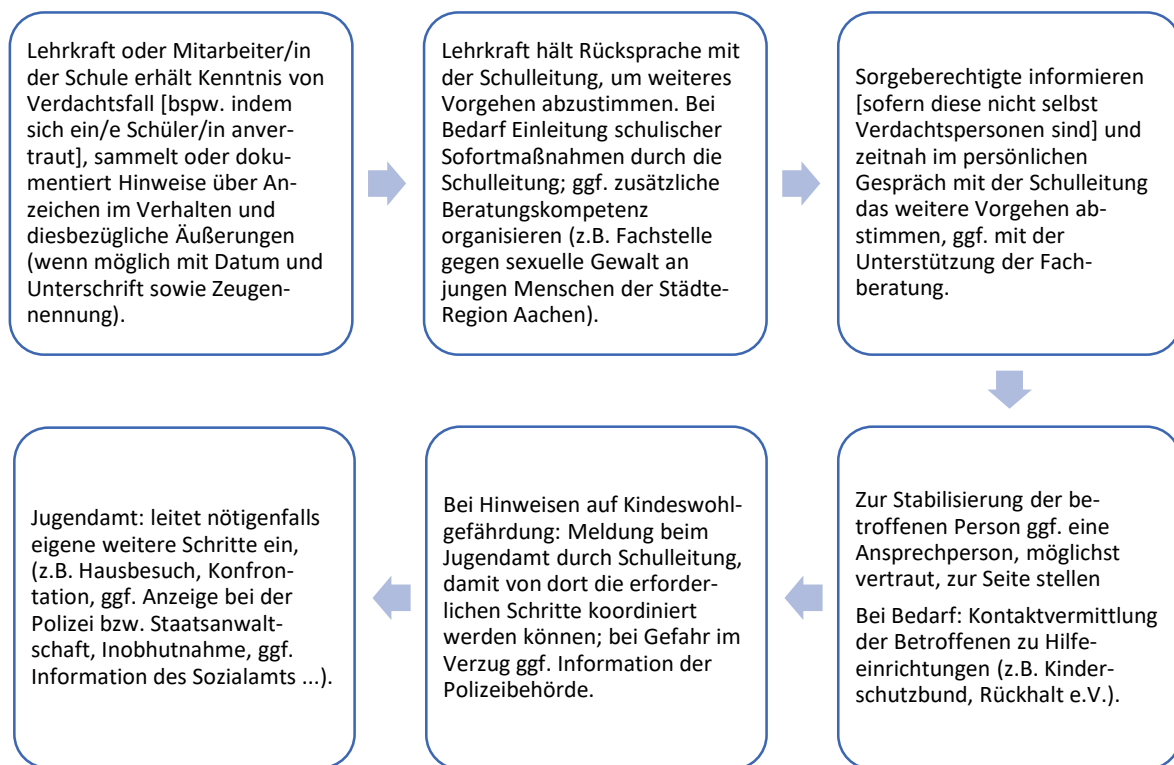 Lehrkraft oder Mitarbeiter/in
der Schule erhält Kenntnis von
Verdachtsfall [bspw. indem
sich ein/e Schüler/in anver-
traut], sammelt oder doku-
mentiert Hinweise über An-
zeichen im Verhalten und
diesbezügliche Äußerungen
(wenn möglich mit Datum und
Unterschrift sowie Zeugen-
nennung).
Lehrkraft hält Rücksprache mit
der Schulleitung, um weiteres
Vorgehen abzustimmen. Bei
Bedarf Einleitung schulischer
Sofortmaßnahmen durch die
Schulleitung; ggf. zusätzliche
Beratungskompetenz
organisieren (z.B. Fachstelle
gegen sexuelle Gewalt an
jungen Menschen der Städte-
Region Aachen).
Sorgeberechtigte informieren
[sofern diese nicht selbst
Verdachtspersonen sind] und
zeitnah im persönlichen
Gespräch mit der Schulleitung
das weitere Vorgehen ab-
stimmen, ggf. mit der
Unterstützung der Fach-
beratung.
Zur Stabilisierung der be-
troffenen Person ggf. eine
Ansprechperson, möglichst
vertraut, zur Seite stellen
Bei Bedarf: Kontaktvermittlung
der Betroffenen zu Hilfe-
einrichtungen (z.B. Kinder-
schutzbund, Rückhalt e.V.).
Bei Hinweisen auf Kindeswohl-
gefährdung: Meldung beim
Jugendamt durch Schulleitung,
damit von dort die erforder-
lichen Schritte koordiniert
werden können; bei Gefahr im
Verzug ggf. Information der
Polizeibehörde.
Jugendamt: leitet nötigenfalls
eigene weitere Schritte ein,
(z.B. Hausbesuch, Konfron-
tation, ggf. Anzeige bei der
Polizei bzw. Staatsanwalt-
schaft, Inobhutnahme, ggf.
Information des Sozialamts ...).